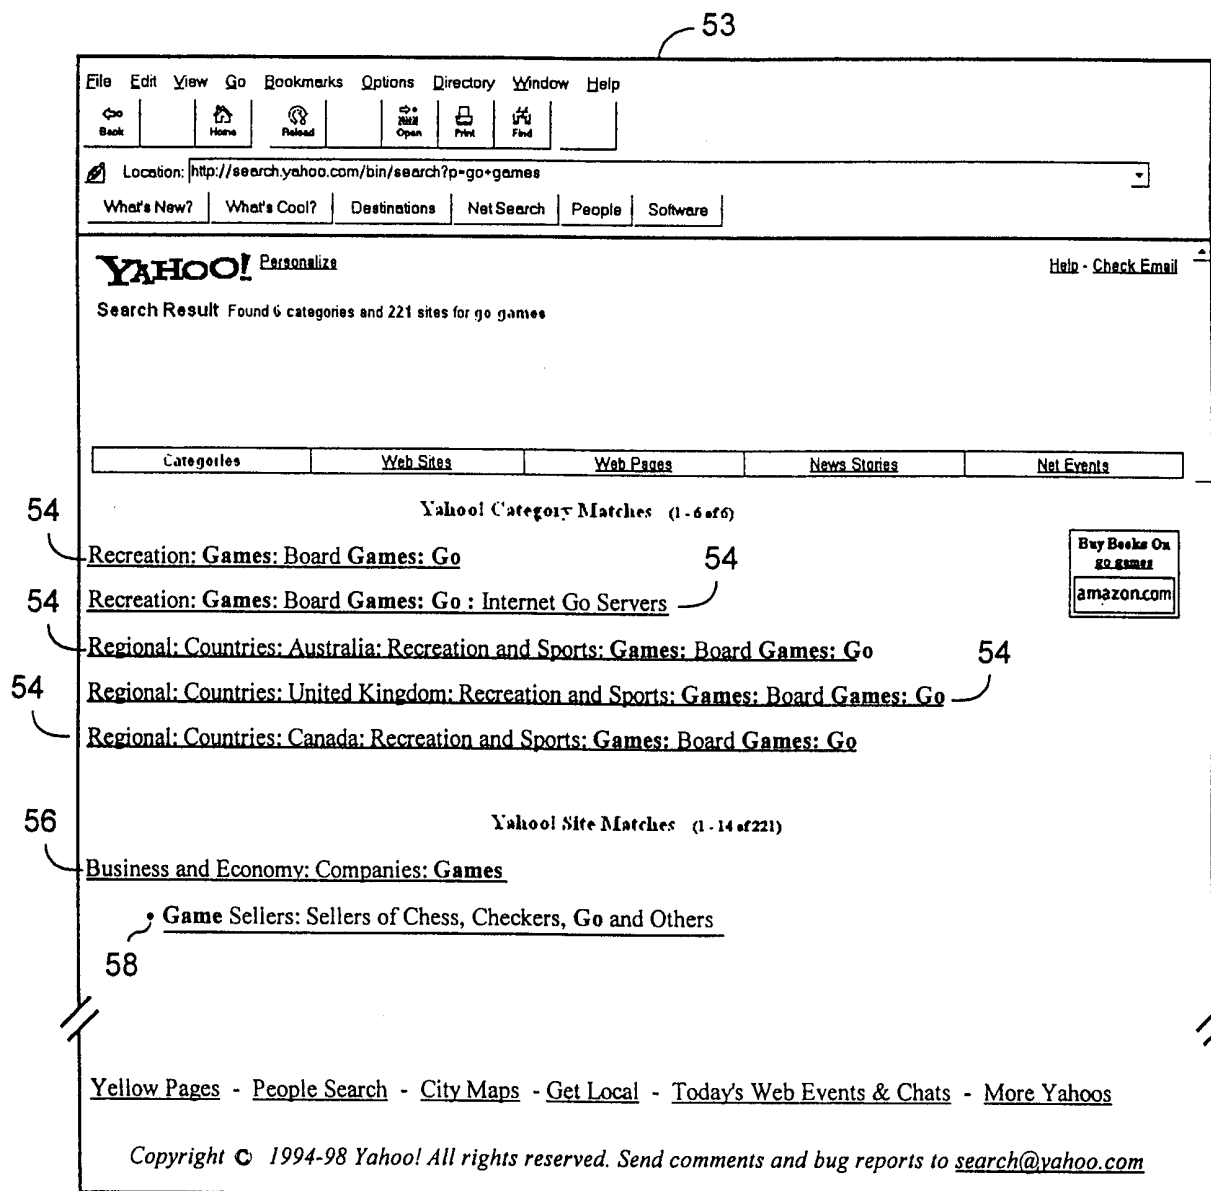 53
File Edit View Go Bookmarks Options Directory Window Help
Back Home Reload Open Print Find
Location: http://search.yahoo.com/bin/search?p=go+games
What's New? What's Cool? Destinations Net Search People Software
YAHOO! Personalize Help - Check Email
Search Result Found 6 categories and 221 sites for go games
Categories Web Sites Web Pages News Stories Net Events
Yahoo! Category Matches (1 - 6 of 6)
54
Recreation: Games: Board Games: Go
Buy Books On
go games
amazon.com
54
Recreation: Games: Board Games: Go : Internet Go Servers
54
Regional: Countries: Australia: Recreation and Sports: Games: Board Games: Go
54
Regional: Countries: United Kingdom: Recreation and Sports: Games: Board Games: Go
54
Regional: Countries: Canada: Recreation and Sports: Games: Board Games: Go
Yahoo! Site Matches (1 - 14 of 221)
56
Business and Economy: Companies: Games
• Game Sellers: Sellers of Chess, Checkers, Go and Others
58
Yellow Pages - People Search - City Maps - Get Local - Today's Web Events & Chats - More Yahoos
Copyright © 1994-98 Yahoo! All rights reserved. Send comments and bug reports to search@yahoo.com